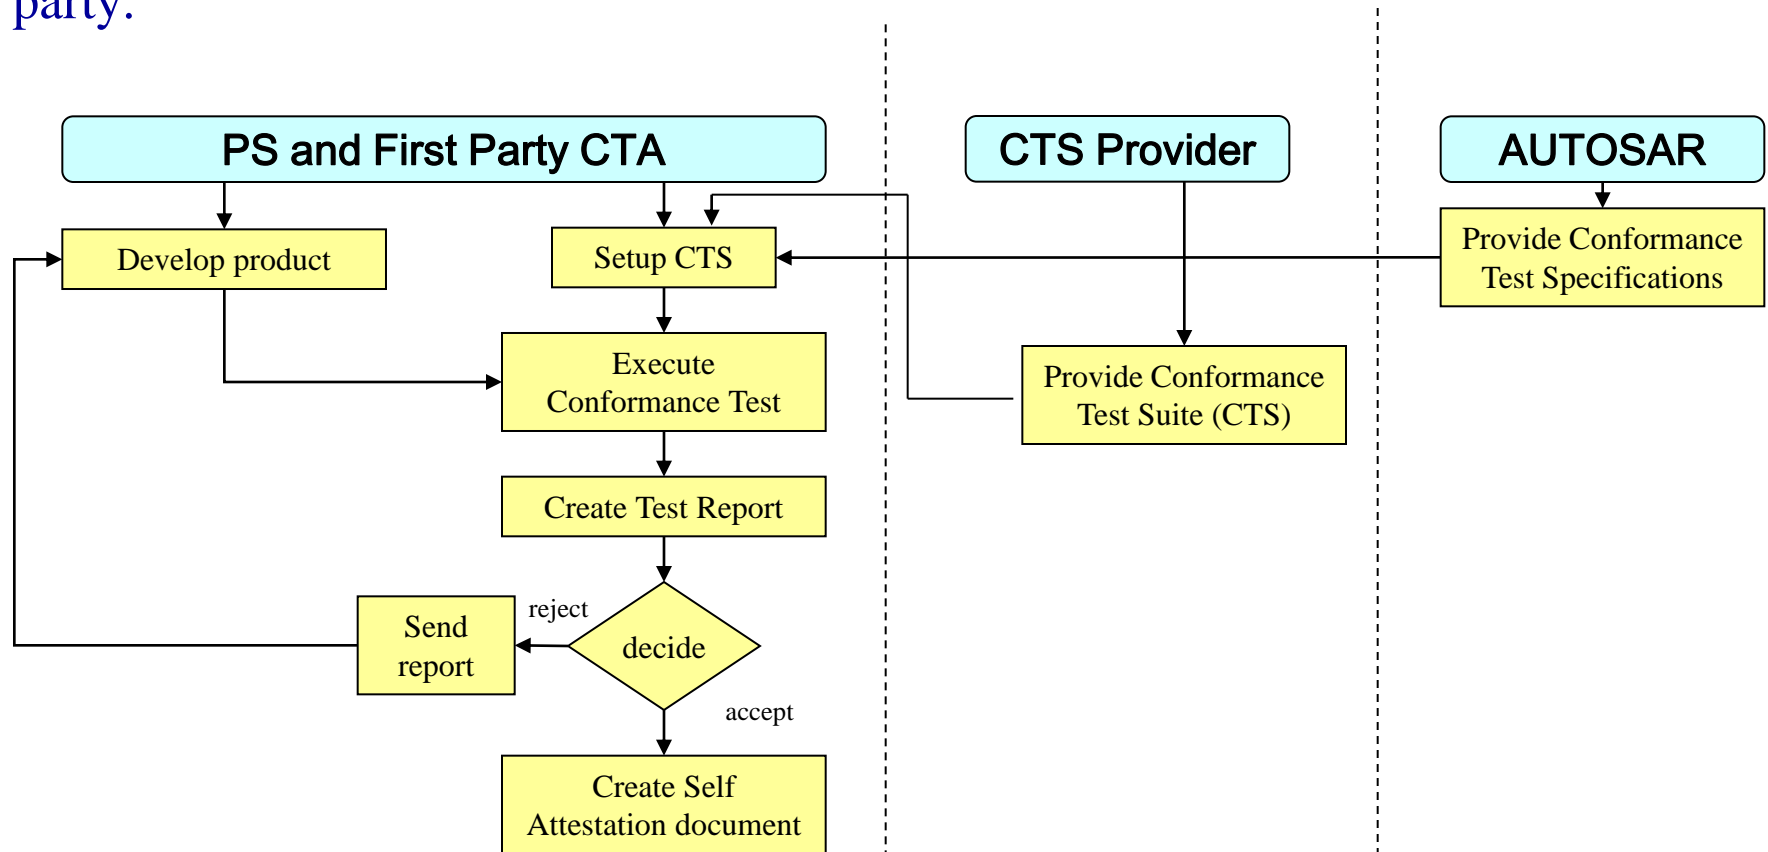 party.
PS and First Party CTA
CTS Provider
AUTOSAR
Develop product
Setup CTS
Provide Conformance
Test Specifications
Execute
Conformance Test
Provide Conformance
Test Suite (CTS)
Create Test Report
reject
Send
report
decide
accept
Create Self
Attestation document